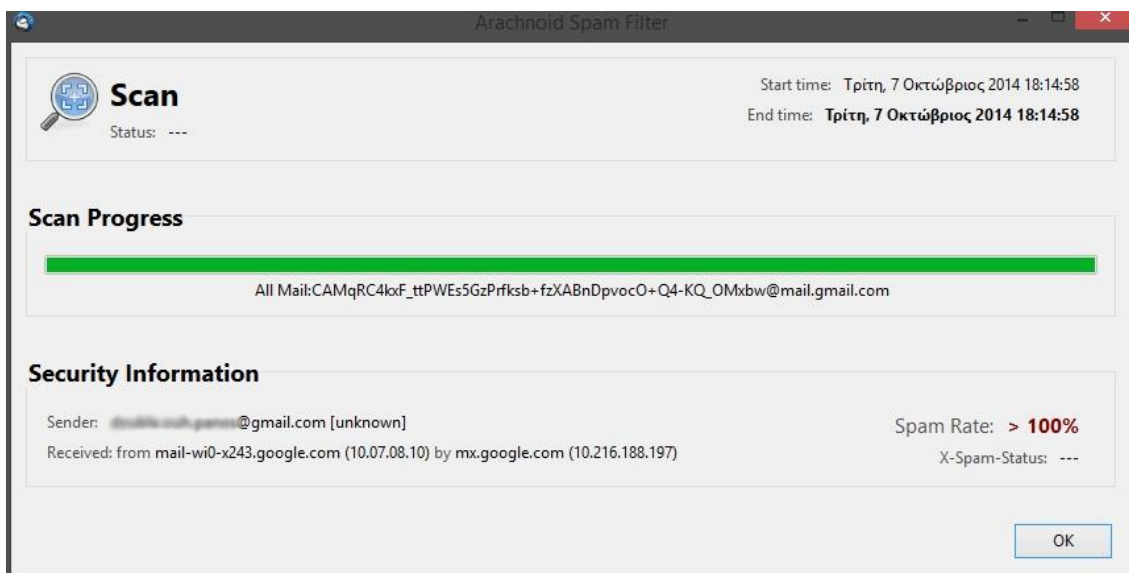 Arachnoid Spam Filter
Scan
Status: ---
Start time: Τρίτη, 7 Οκτώβριος 2014 18:14:58
End time: Τρίτη, 7 Οκτώβριος 2014 18:14:58
Scan Progress
All Mail:CAMqRC4kxF_ttPWEs5GzPrfksb+fzXABnDpvocO+Q4-KQ_OMxbw@mail.gmail.com
Security Information
Sender: @gmail.com [unknown]
Received: from mail-wi0-x243.google.com (10.07.08.10) by mx.google.com (10.216.188.197)
Spam Rate: > 100%
X-Spam-Status: ---
OK